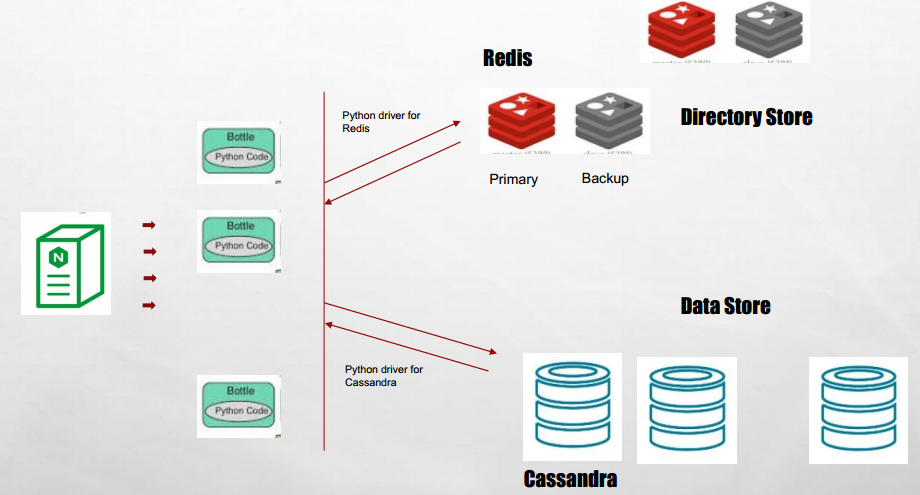 Redis
Directory Store
Python driver for
Redis
Primary
Backup
Bottle
Python Code
Bottle
Python Code
N
Data Store
Python driver for
Cassandra
Bottle
Python Code
Cassandra